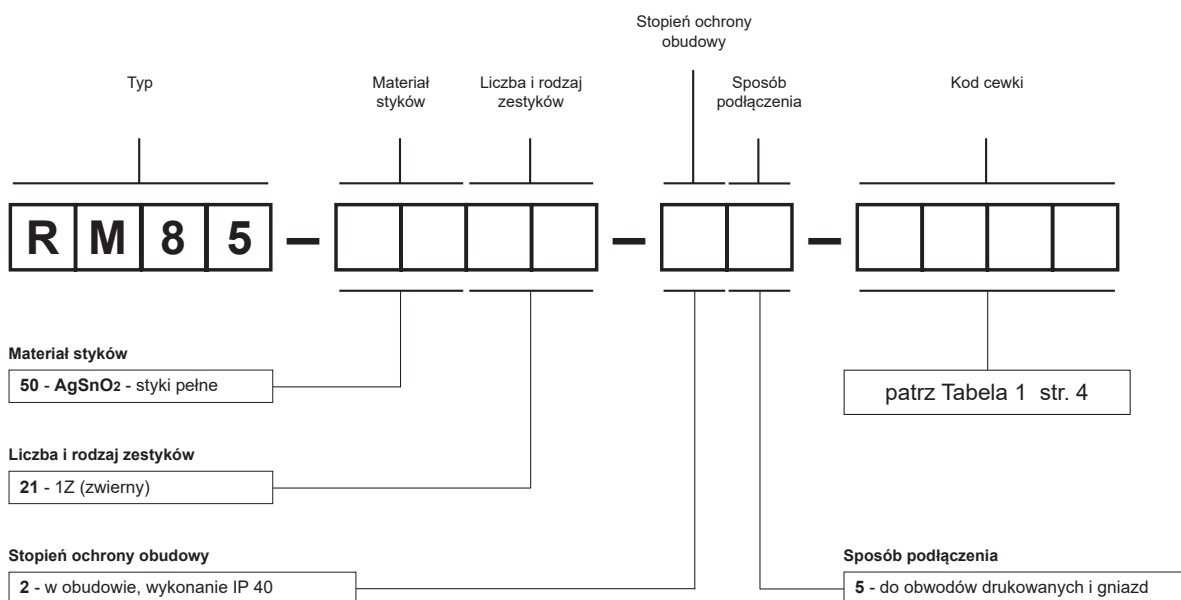 Stopień ochrony
obudowy
Typ
Materiał
styków
Liczba i rodzaj
zestyków
Sposób
podłączenia
Kod cewki
R M 8 5 – – –
Materiał styków
50 - AgSnO2 - styki pełne
patrz Tabela 1 str. 4
Liczba i rodzaj zestyków
21 - 1Z (zwierny)
Stopień ochrony obudowy
2 - w obudowie, wykonanie IP 40
Sposób podłączenia
5 - do obwodów drukowanych i gniazd